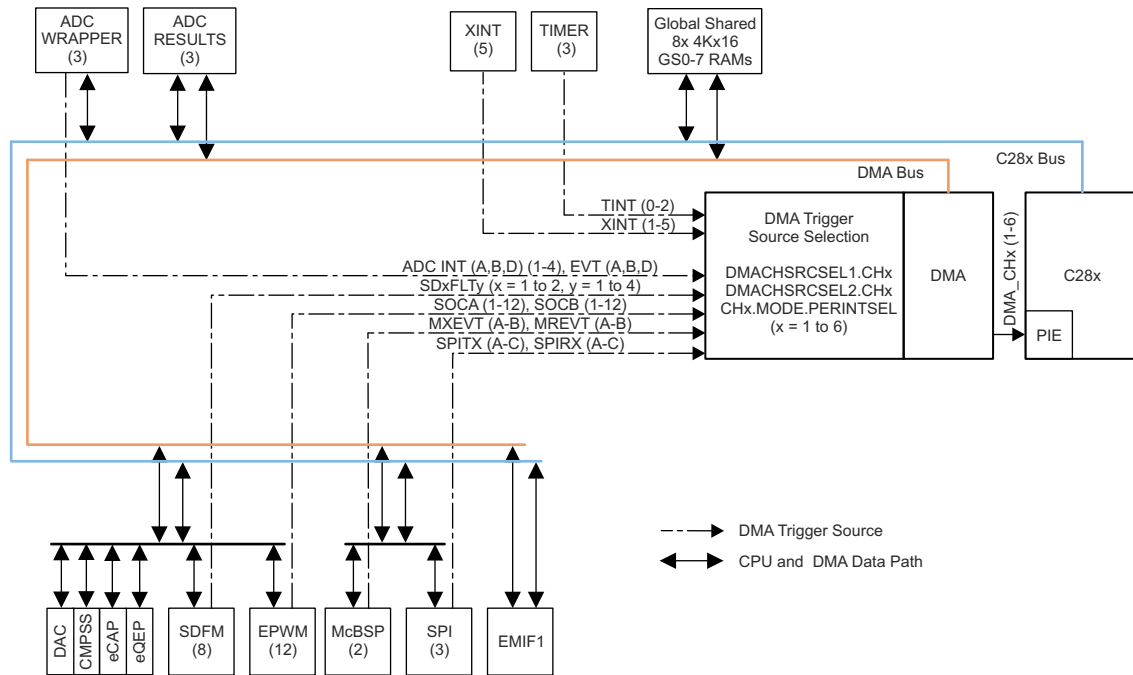 ADC
WRAPPER
(3)
ADC
RESULTS
(3)
XINT
(5)
TIMER
(3)
Global Shared
8x 4Kx16
GS0-7 RAMs
C28x Bus
DMA Bus
TINT (0-2)
XINT (1-5)
ADC INT (A,B,D) (1-4), EVT (A,B,D)
SDxFLTy (x = 1 to 2, y = 1 to 4)
SOCA (1-12), SOCB (1-12)
MXEVT (A-B), MREVT (A-B)
SPITX (A-C), SPIRX (A-C)
DMA Trigger
Source Selection
DMACHSRCSEL1.CHx
DMACHSRCSEL2.CHx
CHx.MODE.PERINTSEL
(x = 1 to 6)
DMA
DMA_CHx (1-6)
C28x
PIE
DMA Trigger Source
CPU and DMA Data Path
DAC
CMPSS
eCAP
eQEP
SDFM
(8)
EPWM
(12)
McBSP
(2)
SPI
(3)
EMIF1